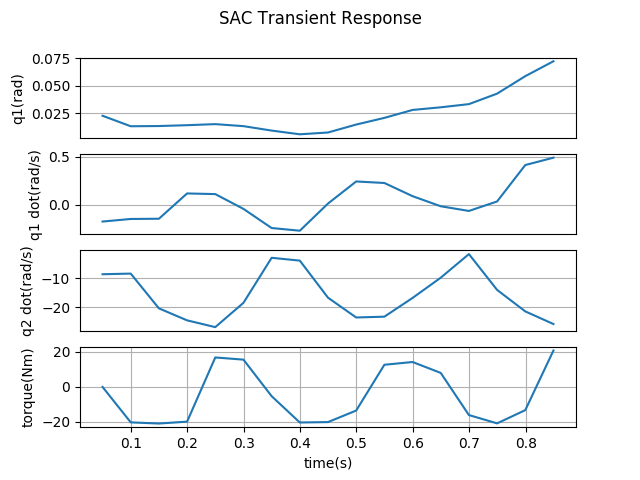 SAC Transient Response
0.075
0.050
0.025
q1(rad)
0.5
0.0
q1 dot(rad/s)
−10
−20
q2 dot(rad/s)
20
0
−20
torque(Nm)
0.1 0.2 0.3 0.4 0.5 0.6 0.7 0.8
time(s)